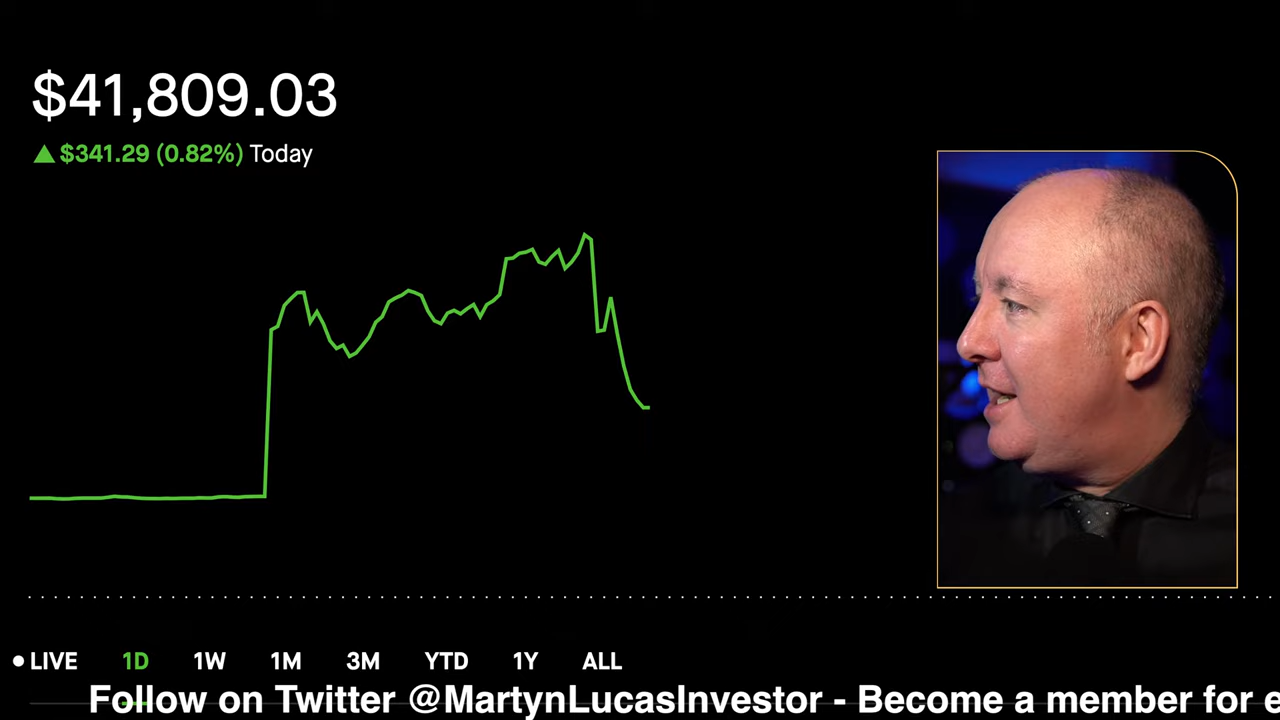 $41,809.03
▲ $341.29 (0.82%) Today
LIVE 1D 1W 1M 3M YTD 1Y ALL
Follow on Twitter @MartynLucasInvestor - Become a member for e